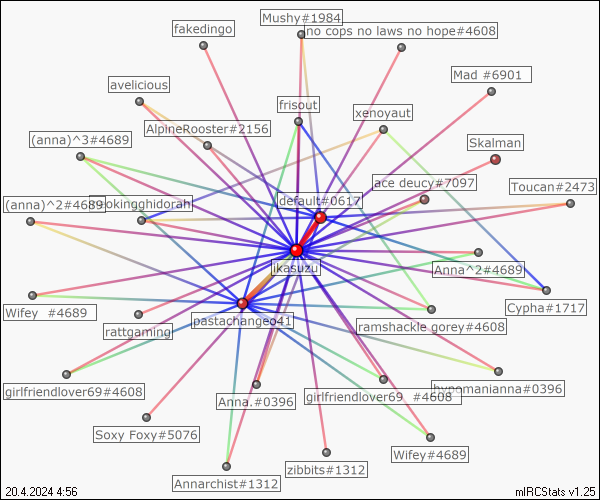 Mushy#1984
fakedingo
no cops no laws no hope#4608
Mad #6901
avelicious
frisout
xenoyaut
AlpineRooster#2156
(anna)^3#4689
Skalman
ace deucy#7097
Toucan#2473
default#0617
(anna)^2#4689
okingghidorah
ikasuzu
Anna^2#4689
Cypha#1717
Wifey #4689
pastachangeo41
rattgaming
ramshackle gorey#4608
girlfriendlover69#4608
Anna.#0396
girlfriendlover69 #4608
hypomanianna#0396
Soxy Foxy#5076
Wifey#4689
zibbits#1312
Annarchist#1312
20.4.2024 4:56
mIRCStats v1.25